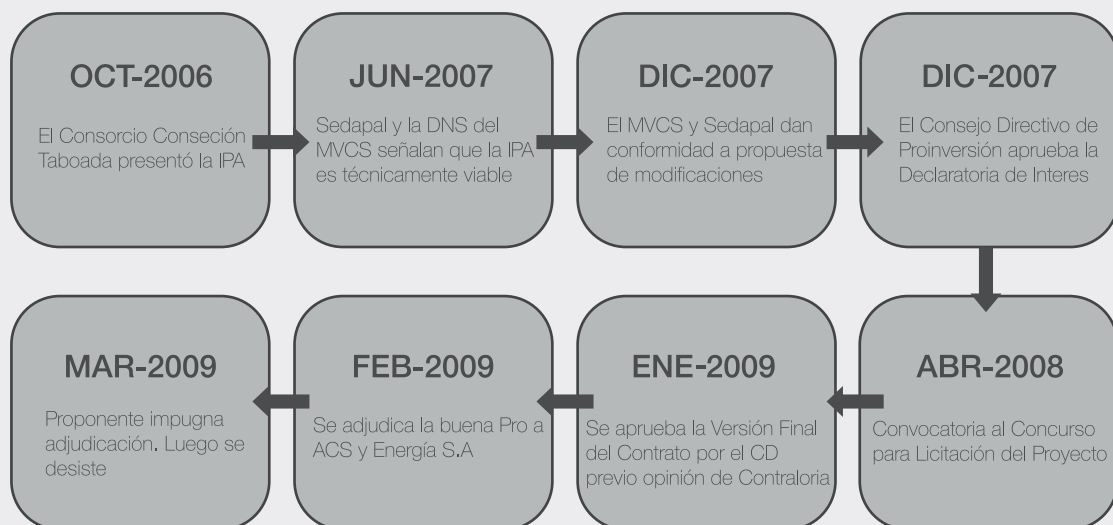 OCT-2006
El Consorcio Conseción
Taboada presentó la IPA
JUN-2007
Sedapal y la DNS del
MVCS señalan que la IPA
es técnicamente viable
DIC-2007
El MVCS y Sedapal dan
conformidad a propuesta
de modificaciones
DIC-2007
El Consejo Directivo de
Proinversión aprueba la
Declaratoria de Interes
ABR-2008
Convocatoria al Concurso
para Licitación del Proyecto
ENE-2009
Se aprueba la Versión Final
del Contrato por el CD
previo opinión de Contraloria
FEB-2009
Se adjudica la buena Pro a
ACS y Energía S.A
MAR-2009
Proponente impugna
adjudicación. Luego se
desiste